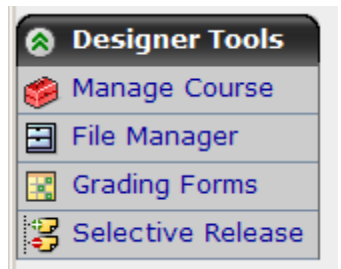 Designer Tools
Manage Course
File Manager
Grading Forms
Selective Release